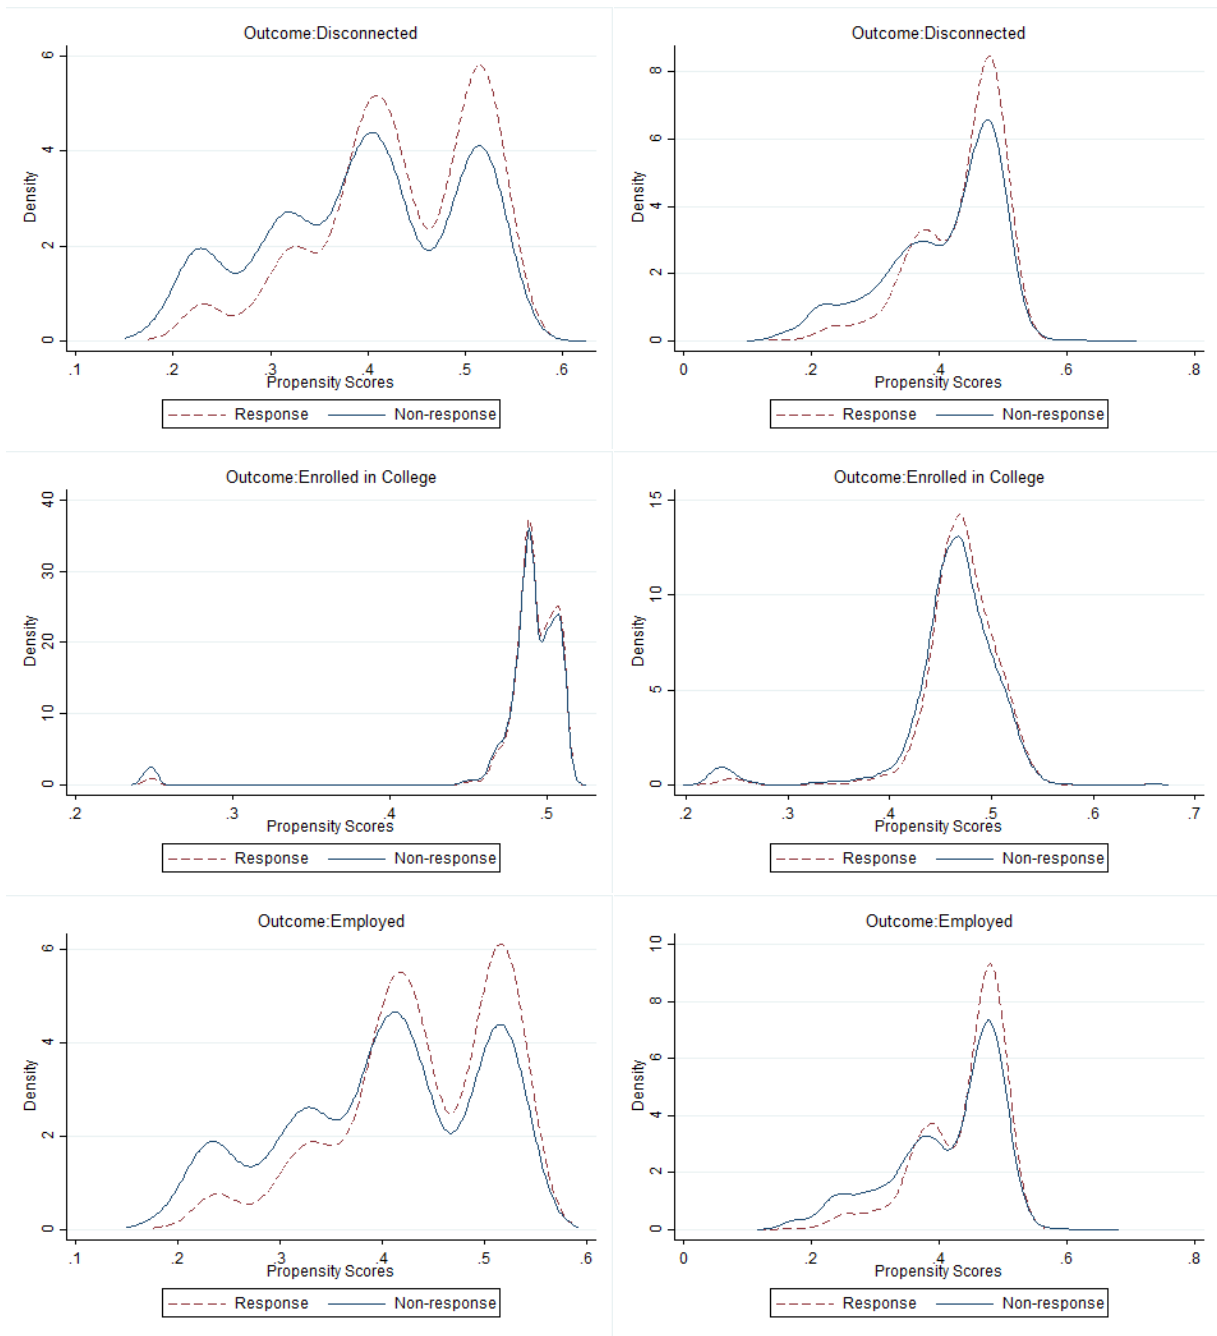 Outcome:Disconnected
Density
6
4
2
0
.1 .2 .3 .4 .5 .6
Propensity Scores
Response Non-response
Outcome:Disconnected
Density
8
6
4
2
0
0 .2 .4 .6 .8
Propensity Scores
Response Non-response
Outcome:Enrolled in College
Density
40
30
20
10
0
.2 .3 .4 .5
Propensity Scores
Response Non-response
Outcome:Enrolled in College
Density
15
10
5
0
.2 .3 .4 .5 .6 .7
Propensity Scores
Response Non-response
Outcome:Employed
Density
6
4
2
0
.1 .2 .3 .4 .5 .6
Propensity Scores
Response Non-response
Outcome:Employed
Density
10
8
6
4
2
0
0 .2 .4 .6 .8
Propensity Scores
Response Non-response